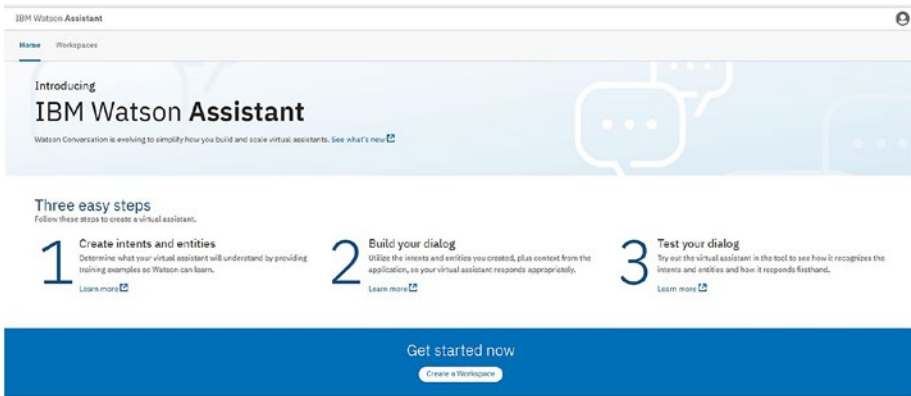 IBM Watson Assistant
Home Workspaces
Introducing
IBM Watson Assistant
Watson Conversation is evolving to simplify how you build and scale virtual assistants. See what's new
Three easy steps
Follow these steps to create a virtual assistant.
1 Create intents and entities
Determine what your virtual assistant will understand by providing
training examples so Watson can learn.
Learn more
2 Build your dialog
Utilize the intents and entities you created, plus context from the
application, so your virtual assistant responds appropriately.
Learn more
3 Test your dialog
Try out the virtual assistant in the tool to see how it recognizes the
intents and entities and how it responds firsthand.
Learn more
Get started now
Create a Workspace